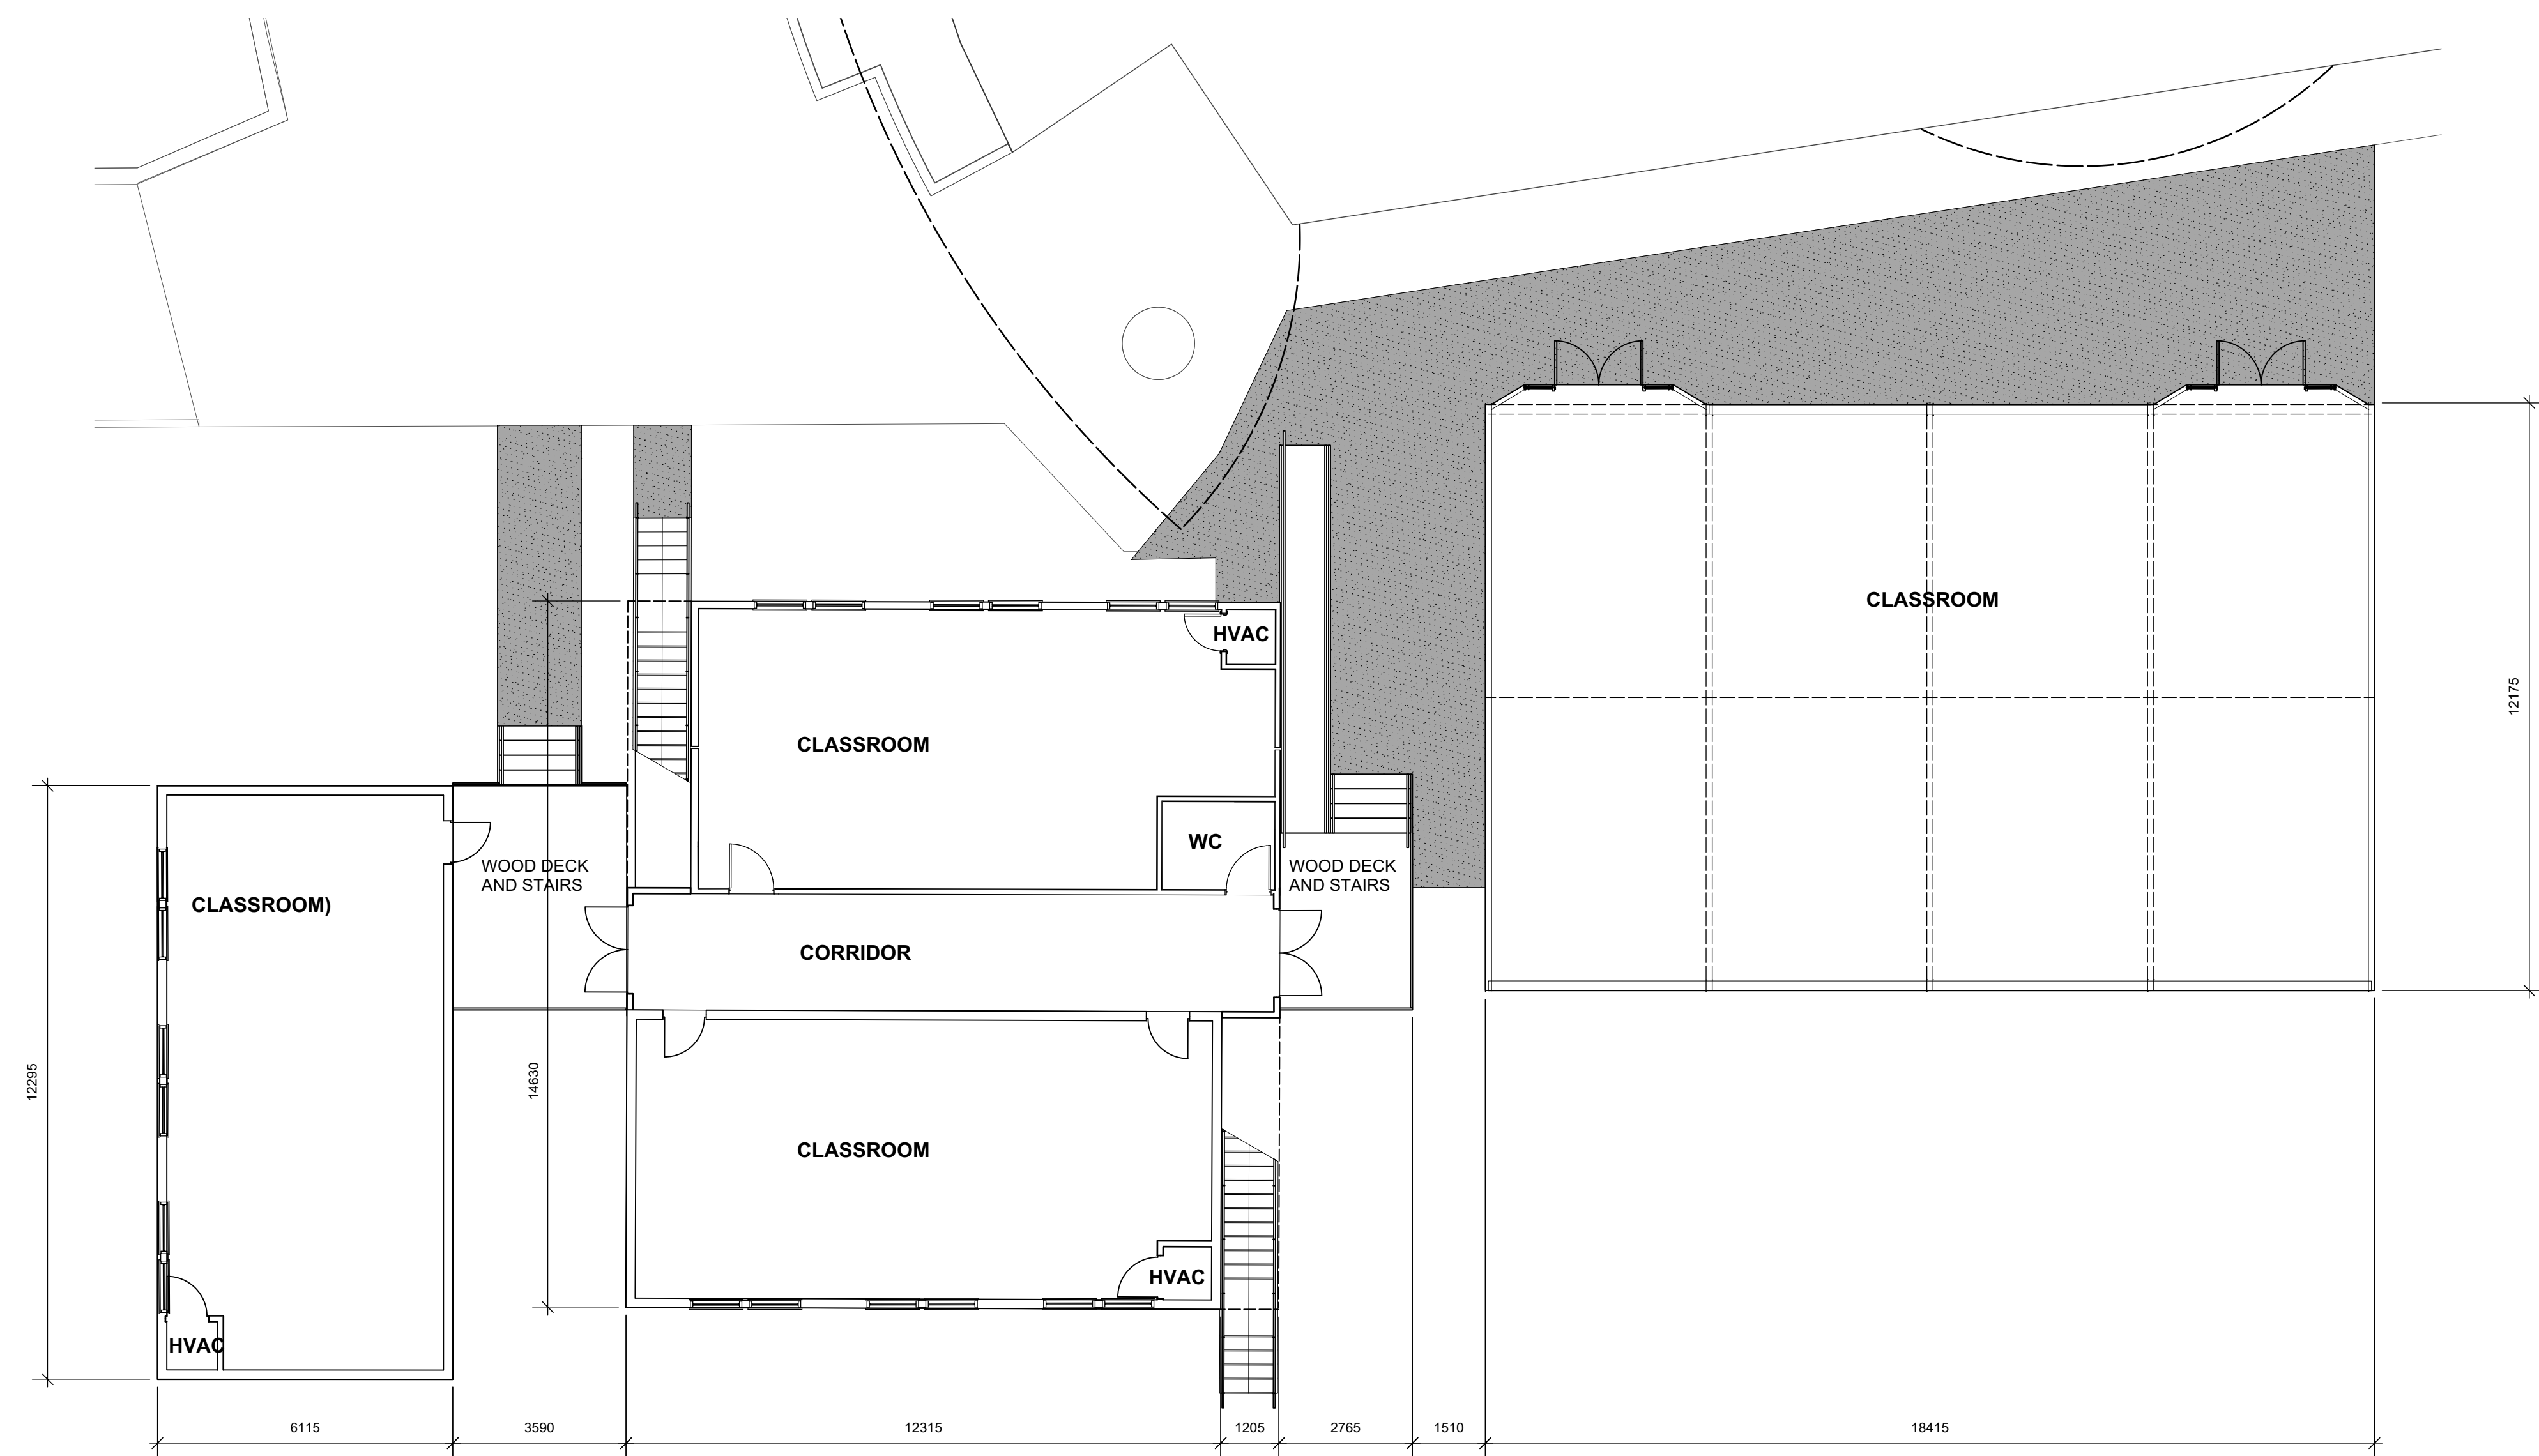 CLASSROOM
HVAC
12175
CLASSROOM
WC
WOOD DECK
AND STAIRS
WOOD DECK
AND STAIRS
CLASSROOM)
CORRIDOR
12295
14630
CLASSROOM
HVAC
HVAC
6115
3590
12315
1205
2765
1510
18415